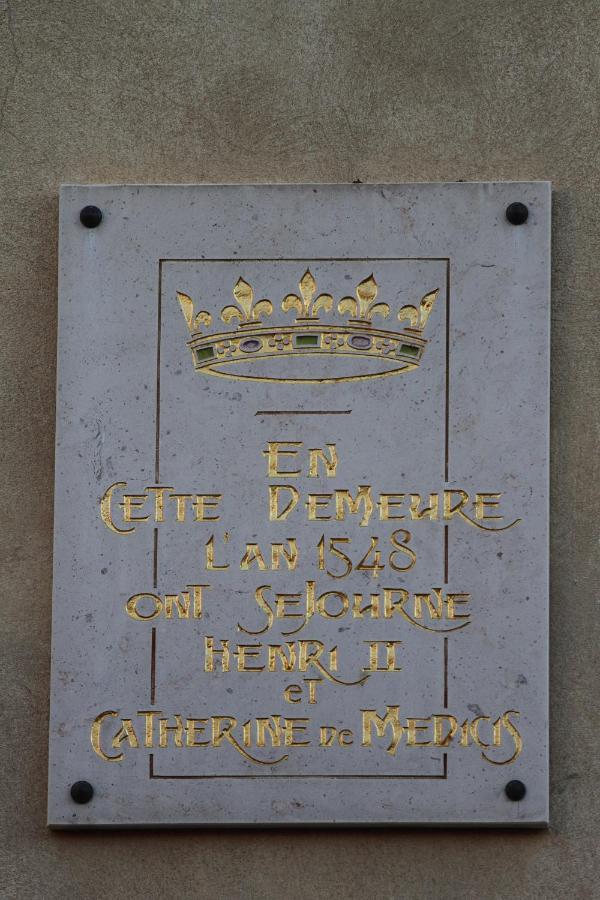 En
Cette Demeure
L'an 1548
ont Sejourne
Henri II
et
Catherine de Medicis